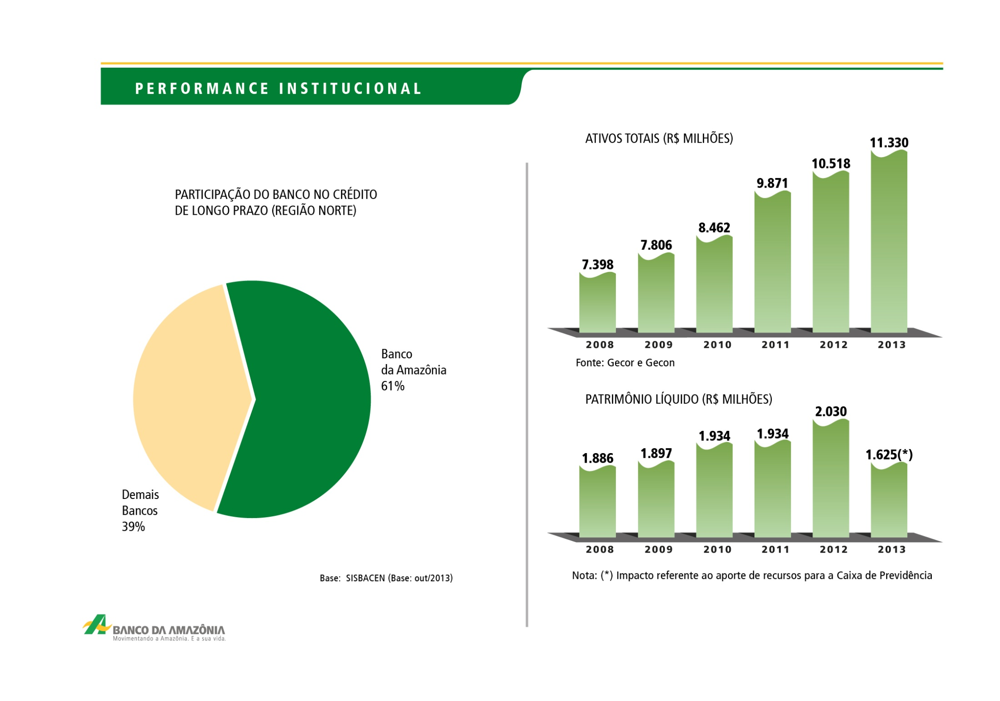 PERFORMANCE INSTITUCIONAL
PARTICIPAÇÃO DO BANCO NO CRÉDITO
DE LONGO PRAZO (REGIÃO NORTE)
Banco
da Amazônia
61%
Demais
Bancos
39%
Base: SISBACEN (Base: out/2013)
ATIVOS TOTAIS (R$ MILHÕES)
7.398
7.806
8.462
9.871
10.518
11.330
2008 2009 2010 2011 2012 2013
Fonte: Gecor e Gecon
PATRIMÔNIO LÍQUIDO (R$ MILHÕES)
1.886
1.897
1.934
1.934
2.030
1.625(*)
2008 2009 2010 2011 2012 2013
Nota: (*) Impacto referente ao aporte de recursos para a Caixa de Previdência
BANCO DA AMAZÔNIA
Movimentando a Amazônia. E a sua vida.